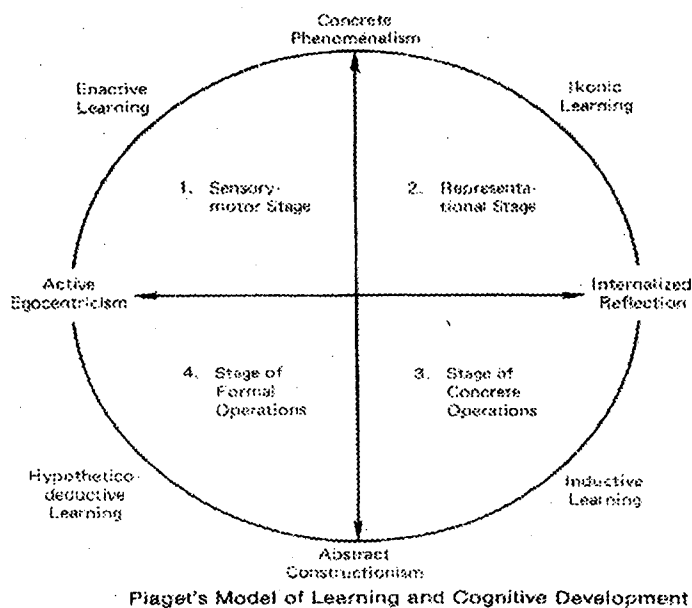 Concrete
Phenomenalism
Enactive
Learning
Ikonic
Learning
1. Sensory-
motor Stage
2. Representa-
tional Stage
Active
Egocentricism
Internalized
Reflection
4. Stage of
Formal
Operations
3. Stage of
Concrete
Operations
Hypothetico-
deductive
Learning
Inductive
Learning
Abstract
Constructionism
Piaget's Model of Learning and Cognitive Development